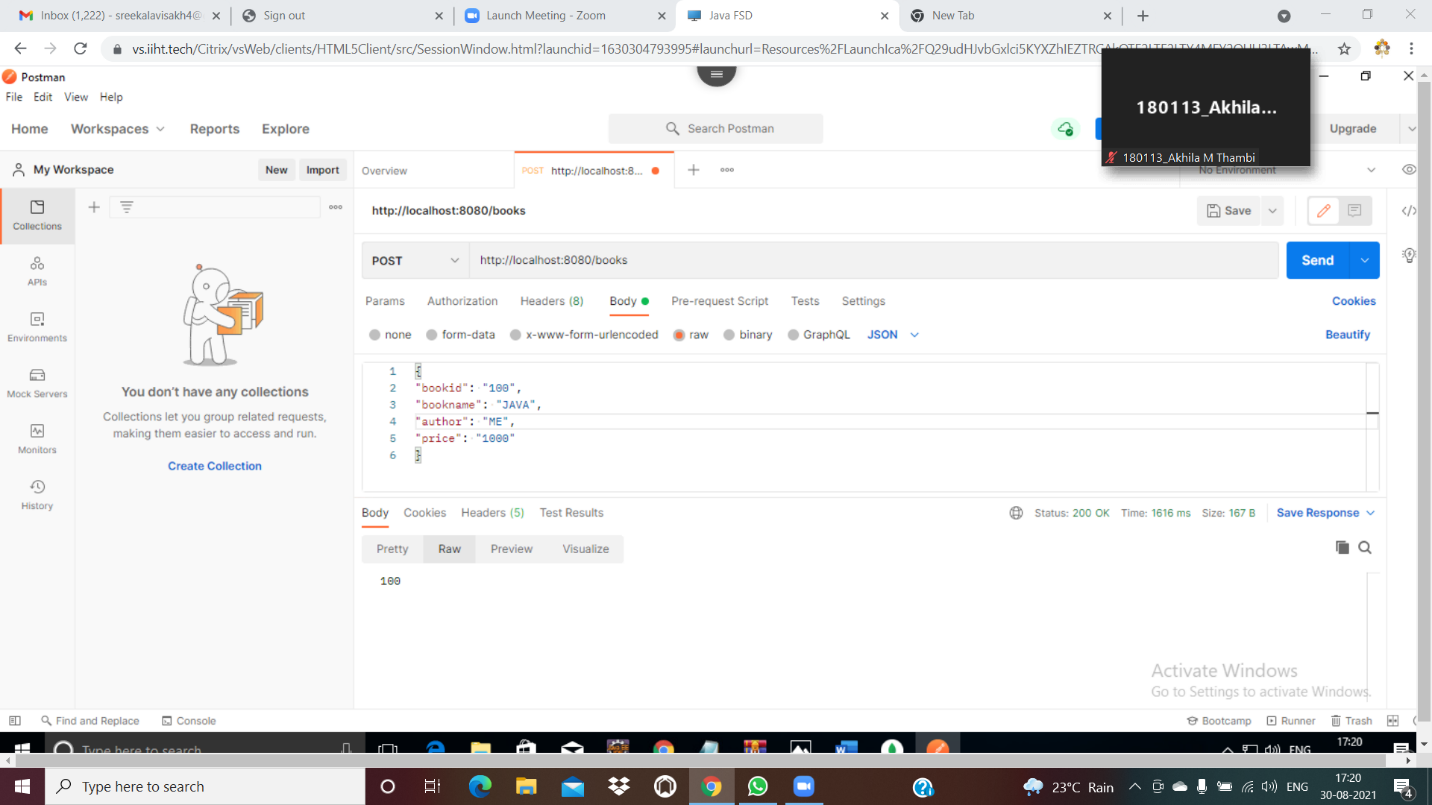 Inbox (1,222) - sreekalavisakh4@
Sign out
Launch Meeting - Zoom
Java FSD
New Tab
vs.iiht.tech/Citrix/vsWeb/clients/HTML5Client/src/SessionWindow.html?launchid=1630304793995#launchurl=Resources%2FLaunchIca%2FQ29udHJvbGxlci5KYXZhIEZTRC
Postman
File Edit View Help
180113_Akhila...
Home Workspaces Reports Explore
Search Postman
Upgrade
180113_Akhila M Thambi
My Workspace
New Import
Overview
POST http://localhost:8...
No Environment
Collections
http://localhost:8080/books
Save
APIs
POST http://localhost:8080/books
Send
Params Authorization Headers (8) Body Pre-request Script Tests Settings
Cookies
Environments
none form-data x-www-form-urlencoded raw binary GraphQL JSON
Beautify
Mock Servers
1 {
2 "bookid": "100",
3 "bookname": "JAVA",
4 "author": "ME",
5 "price": "1000"
6 }
You don't have any collections
Collections let you group related requests,
making them easier to access and run.
Create Collection
Monitors
History
Body Cookies Headers (5) Test Results
Status: 200 OK Time: 1616 ms Size: 167 B
Save Response
Pretty Raw Preview Visualize
100
Activate Windows
Go to Settings to activate Windows.
Find and Replace Console
Bootcamp Runner Trash
Type here to search
ENG
17:20
Type here to search
23°C Rain
ENG
17:20
30-08-2021
4